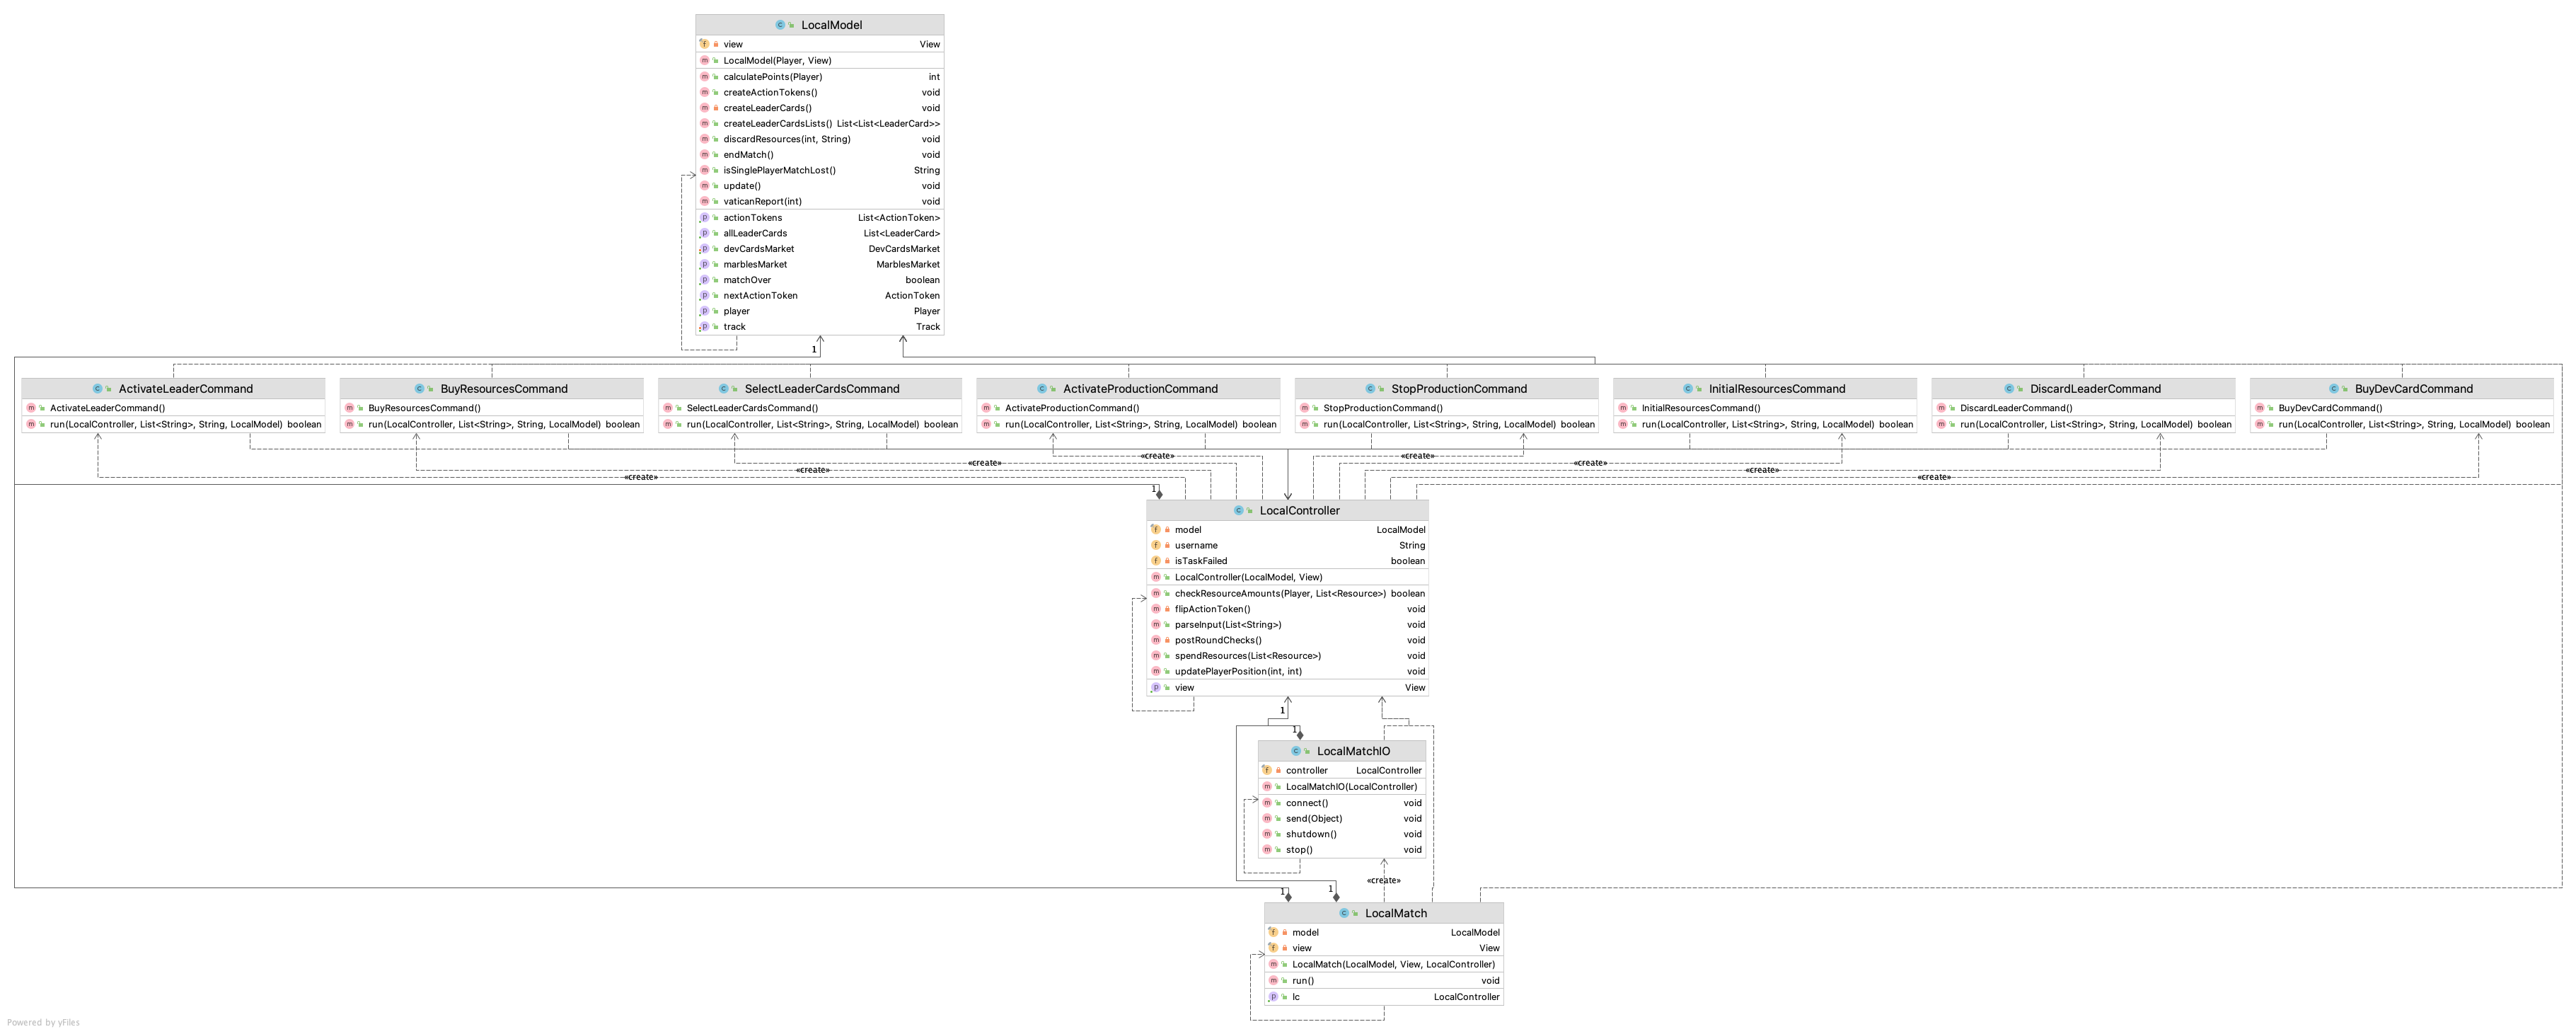 LocalModel
view View
LocalModel(Player, View)
calculatePoints(Player) int
createActionTokens() void
createLeaderCards() void
createLeaderCardsLists() List<List<LeaderCard>>
discardResources(int, String) void
endMatch() void
isSinglePlayerMatchLost() String
update() void
vaticanReport(int) void
actionTokens List<ActionToken>
allLeaderCards List<LeaderCard>
devCardsMarket DevCardsMarket
marblesMarket MarblesMarket
matchOver boolean
nextActionToken ActionToken
player Player
track Track
1
ActivateLeaderCommand
ActivateLeaderCommand()
run(LocalController, List<String>, String, LocalModel) boolean
BuyResourcesCommand
BuyResourcesCommand()
run(LocalController, List<String>, String, LocalModel) boolean
SelectLeaderCardsCommand
SelectLeaderCardsCommand()
run(LocalController, List<String>, String, LocalModel) boolean
ActivateProductionCommand
ActivateProductionCommand()
run(LocalController, List<String>, String, LocalModel) boolean
StopProductionCommand
StopProductionCommand()
run(LocalController, List<String>, String, LocalModel) boolean
InitialResourcesCommand
InitialResourcesCommand()
run(LocalController, List<String>, String, LocalModel) boolean
DiscardLeaderCommand
DiscardLeaderCommand()
run(LocalController, List<String>, String, LocalModel) boolean
BuyDevCardCommand
BuyDevCardCommand()
run(LocalController, List<String>, String, LocalModel) boolean
«create»
«create»
«create»
«create»
«create»
«create»
«create»
«create»
1
LocalController
model LocalModel
username String
isTaskFailed boolean
LocalController(LocalModel, View)
checkResourceAmounts(Player, List<Resource>) boolean
flipActionToken() void
parseInput(List<String>) void
postRoundChecks() void
spendResources(List<Resource>) void
updatePlayerPosition(int, int) void
view View
1
1
LocalMatchIO
controller LocalController
LocalMatchIO(LocalController)
connect() void
send(Object) void
shutdown() void
stop() void
«create»
1
1
LocalMatch
model LocalModel
view View
LocalMatch(LocalModel, View, LocalController)
run() void
lc LocalController
Powered by yFiles